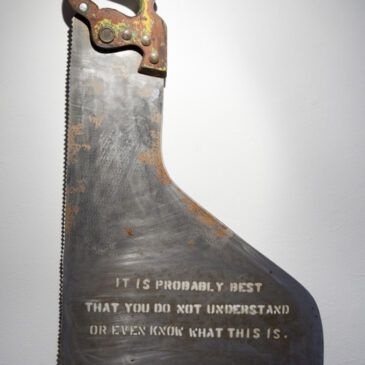 IT IS PROBABLY BEST
THAT YOU DO NOT UNDERSTAND
OR EVEN KNOW WHAT THIS IS.